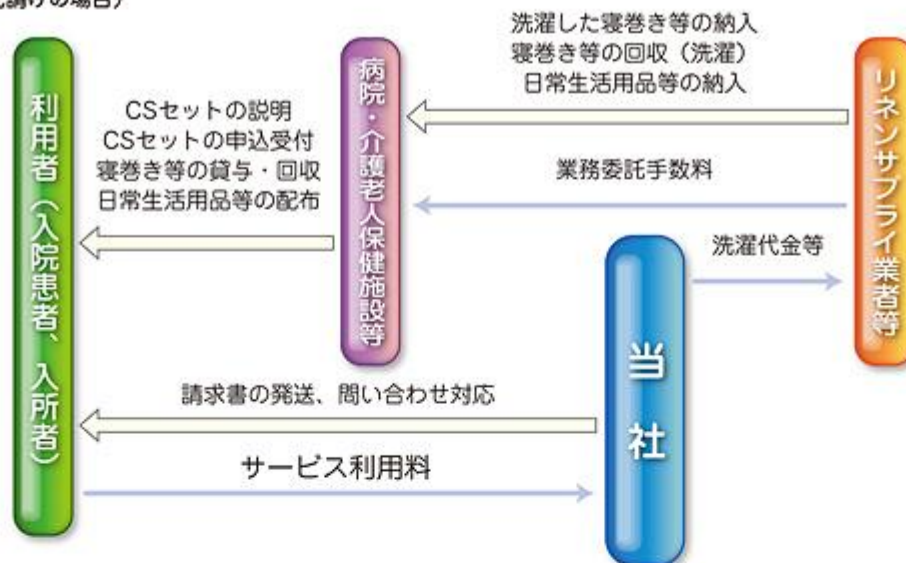 請けの場合）
洗濯した寝巻き等の納入
寝巻き等の回収（洗濯）
日常生活用品等の納入
利用者（入院患者、入所者）
病院・介護老人保健施設等
リネンサプライ業者等
CSセットの説明
CSセットの申込受付
寝巻き等の貸与・回収
日常生活用品等の配布
業務委託手数料
洗濯代金等
当社
請求書の発送、問い合わせ対応
サービス利用料